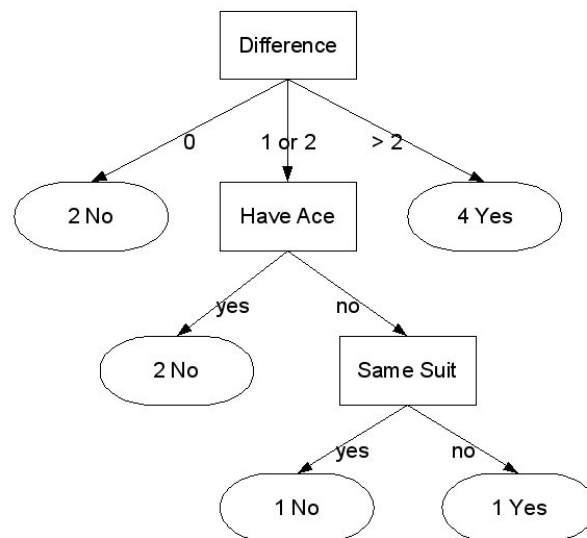 Difference
0
1 or 2
> 2
2 No
Have Ace
4 Yes
yes
no
2 No
Same Suit
yes
no
1 No
1 Yes